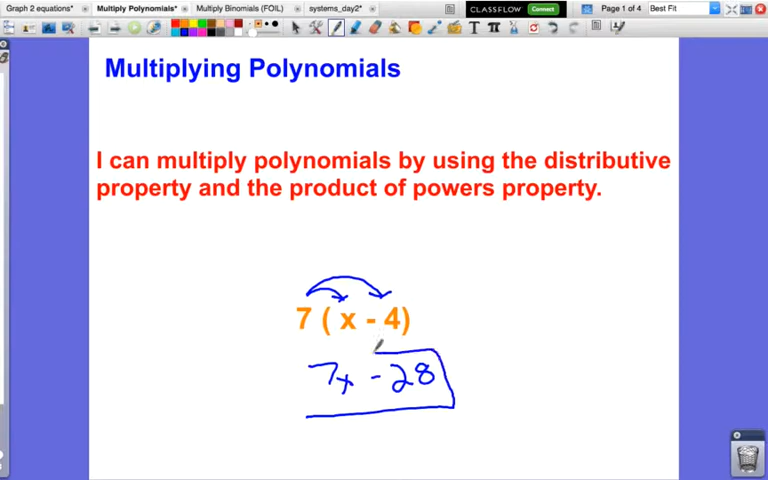 Graph 2 equations* Multiply Polynomials* Multiply Binomials (FOIL) systems_day2* CLASSFLOW Connect Page 1 of 4 Best Fit
T π
Multiplying Polynomials
I can multiply polynomials by using the distributive
property and the product of powers property.
7 ( x - 4)
7x - 28